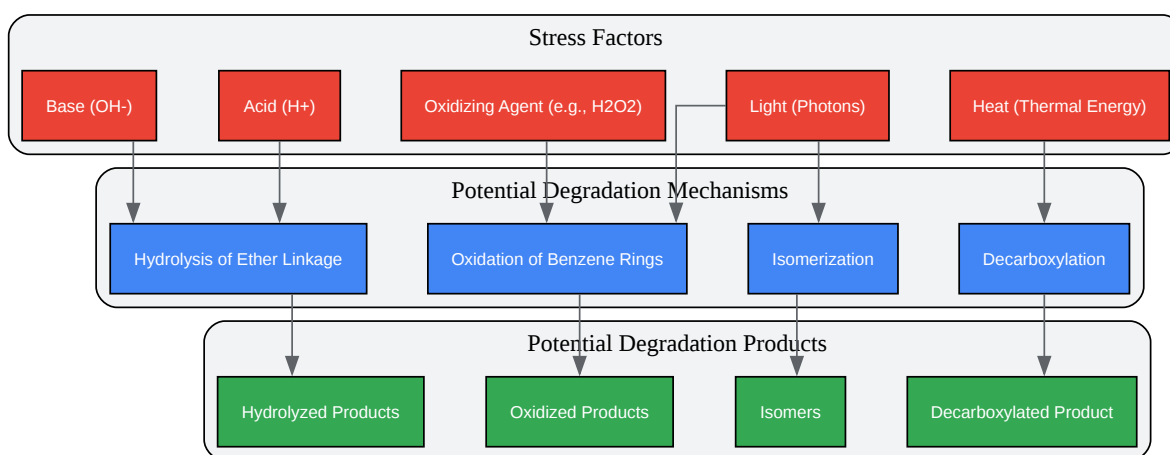 Stress Factors
Base (OH-)
Acid (H+)
Oxidizing Agent (e.g., H2O2)
Light (Photons)
Heat (Thermal Energy)
Potential Degradation Mechanisms
Hydrolysis of Ether Linkage
Oxidation of Benzene Rings
Isomerization
Decarboxylation
Potential Degradation Products
Hydrolyzed Products
Oxidized Products
Isomers
Decarboxylated Product